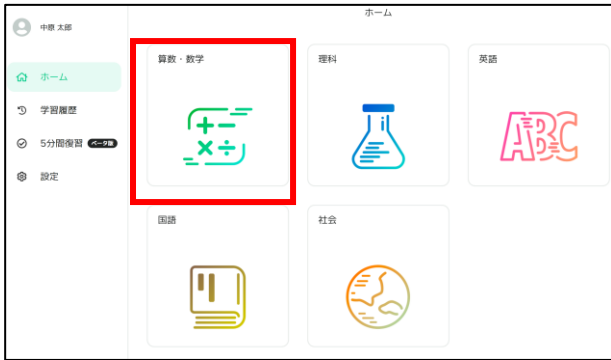 ホーム
中原 太郎
ホーム
学習履歴
5分間復習 ベータ版
設定
算数・数学
理科
英語
ABC
国語
社会